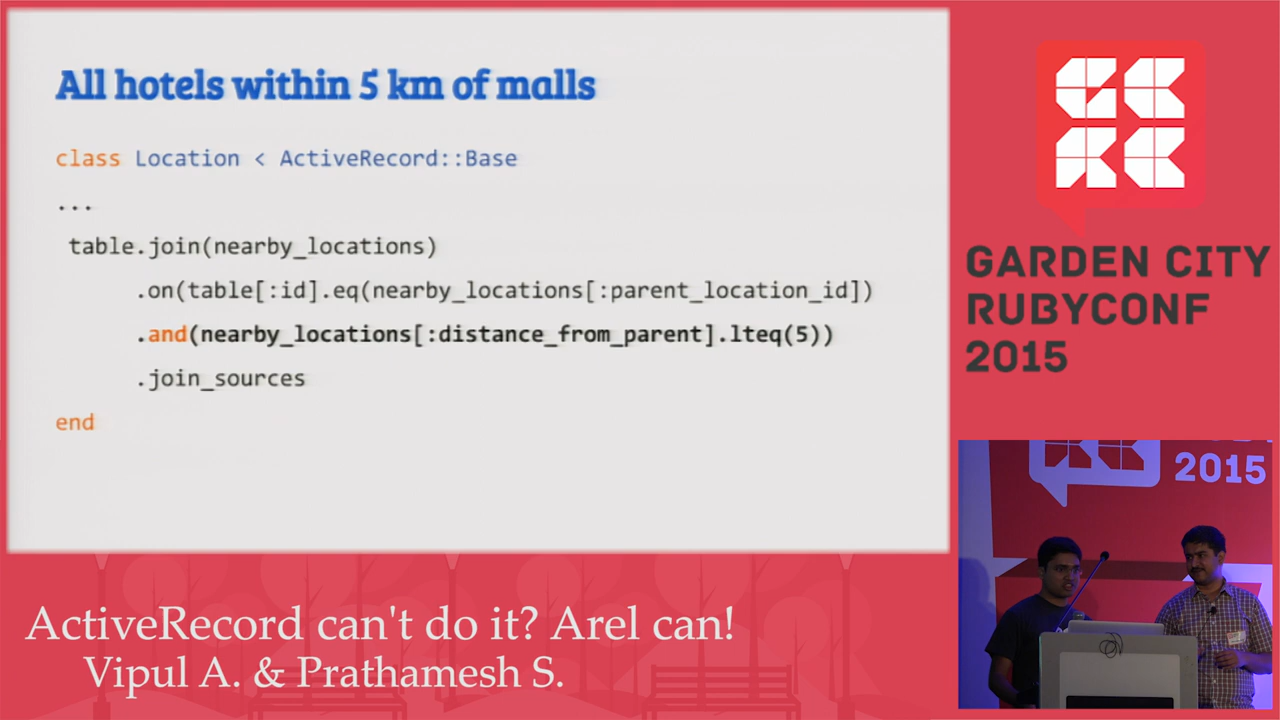 All hotels within 5 km of malls
class Location < ActiveRecord::Base
...
table.join(nearby_locations)
.on(table[:id].eq(nearby_locations[:parent_location_id])
.and(nearby_locations[:distance_from_parent].lteq(5))
.join_sources
end
GARDEN CITY
RUBYCONF
2015
2015
ActiveRecord can't do it? Arel can!
Vipul A. & Prathamesh S.